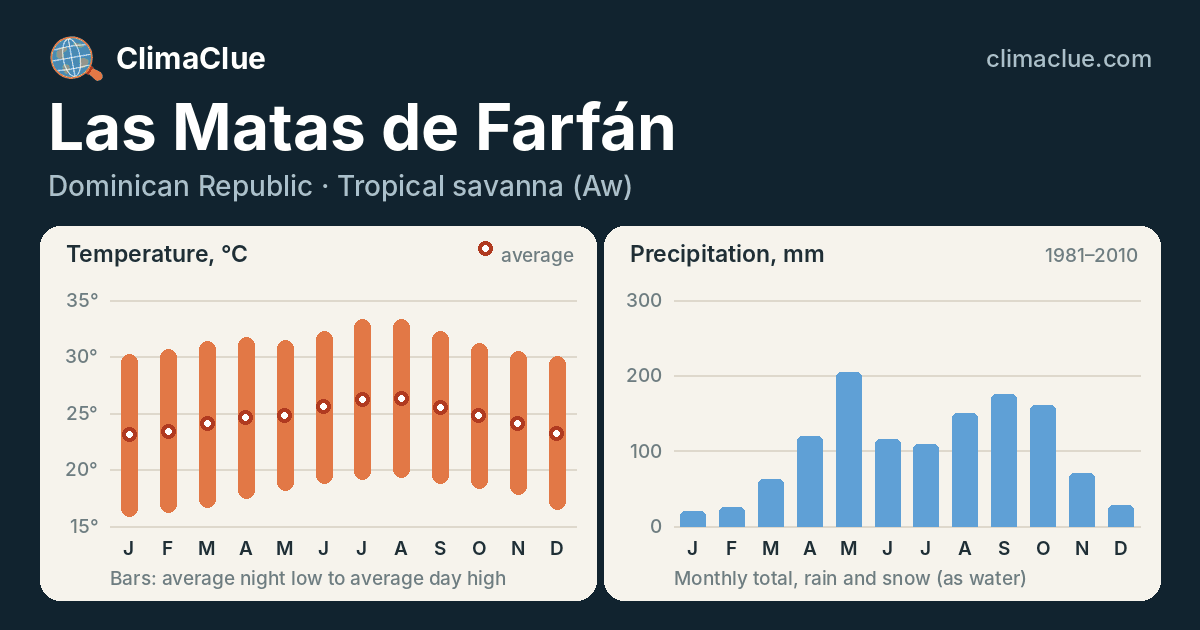 ClimaClue
climaclue.com
Las Matas de Farfán
Dominican Republic · Tropical savanna (Aw)
Temperature, °C
average
35°
30°
25°
20°
15°
J F M A M J J A S O N D
Bars: average night low to average day high
Precipitation, mm
1981–2010
300
200
100
0
J F M A M J J A S O N D
Monthly total, rain and snow (as water)